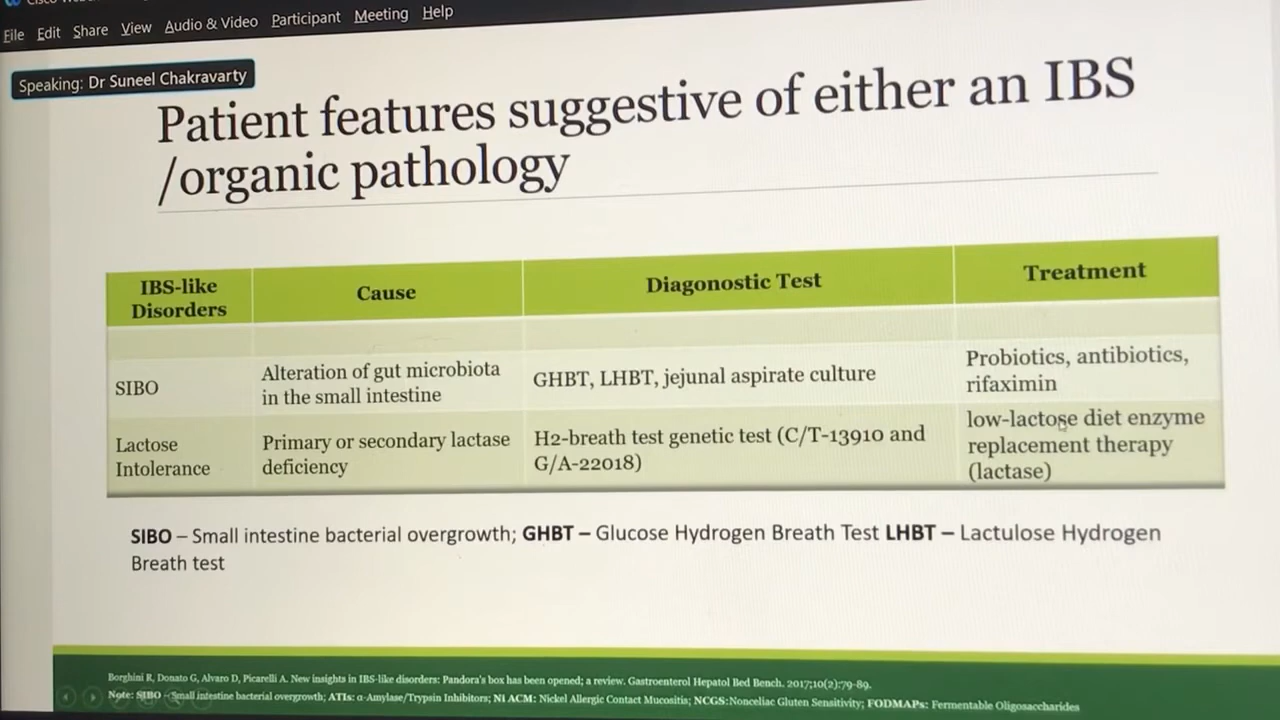 File Edit Share View Audio & Video Participant Meeting Help
Speaking: Dr Suneel Chakravarty
Patient features suggestive of either an IBS
/organic pathology
IBS-like
Disorders
Cause
Diagonostic Test
Treatment
SIBO
Alteration of gut microbiota
in the small intestine
GHBT, LHBT, jejunal aspirate culture
Probiotics, antibiotics,
rifaximin
Lactose
Intolerance
Primary or secondary lactase
deficiency
H2-breath test genetic test (C/T-13910 and
G/A-22018)
low-lactose diet enzyme
replacement therapy
(lactase)
SIBO – Small intestine bacterial overgrowth; GHBT – Glucose Hydrogen Breath Test LHBT – Lactulose Hydrogen
Breath test
Borghini R, Donato G, Alvaro D, Picarelli A. New insights in IBS-like disorders: Pandora's box has been opened; a review. Gastroenterol Hepatol Bed Bench. 2017;10(2):79-89.
Note: SIBO – Small intestine bacterial overgrowth; ATIs: α-Amylase/Trypsin Inhibitors; NI ACM: Nickel Allergic Contact Mucositis; NCGS:Nonceliac Gluten Sensitivity; FODMAPs: Fermentable Oligosaccharides